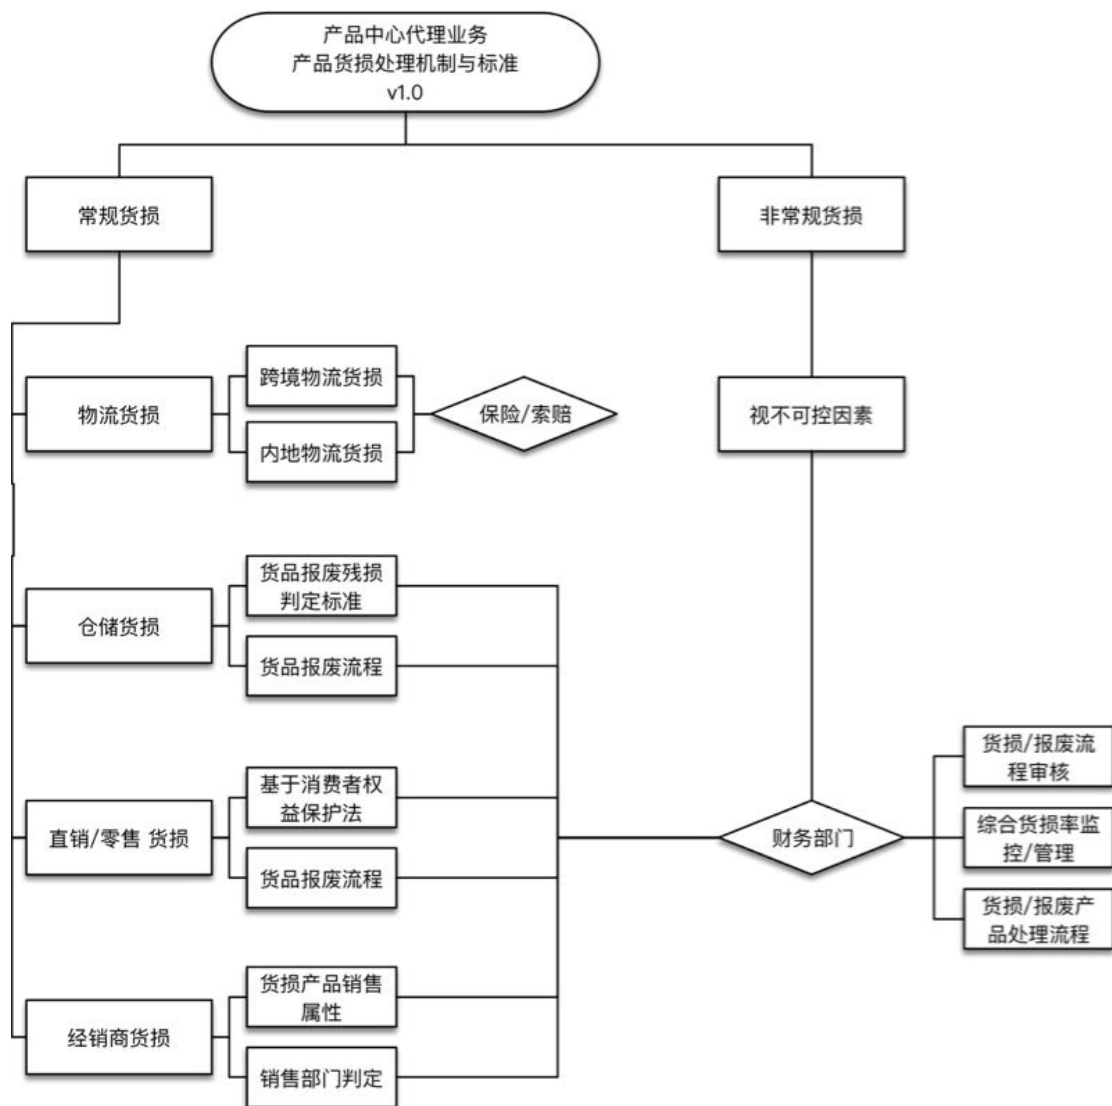 产品中心代理业务
产品货损处理机制与标准
v1.0
常规货损
非常规货损
物流货损
跨境物流货损
内地物流货损
保险/索赔
视不可控因素
仓储货损
货品报废残损
判定标准
货品报废流程
直销/零售 货损
基于消费者权
益保护法
货品报废流程
财务部门
货损/报废流
程审核
综合货损率监
控/管理
货损/报废产
品处理流程
经销商货损
货损产品销售
属性
销售部门判定